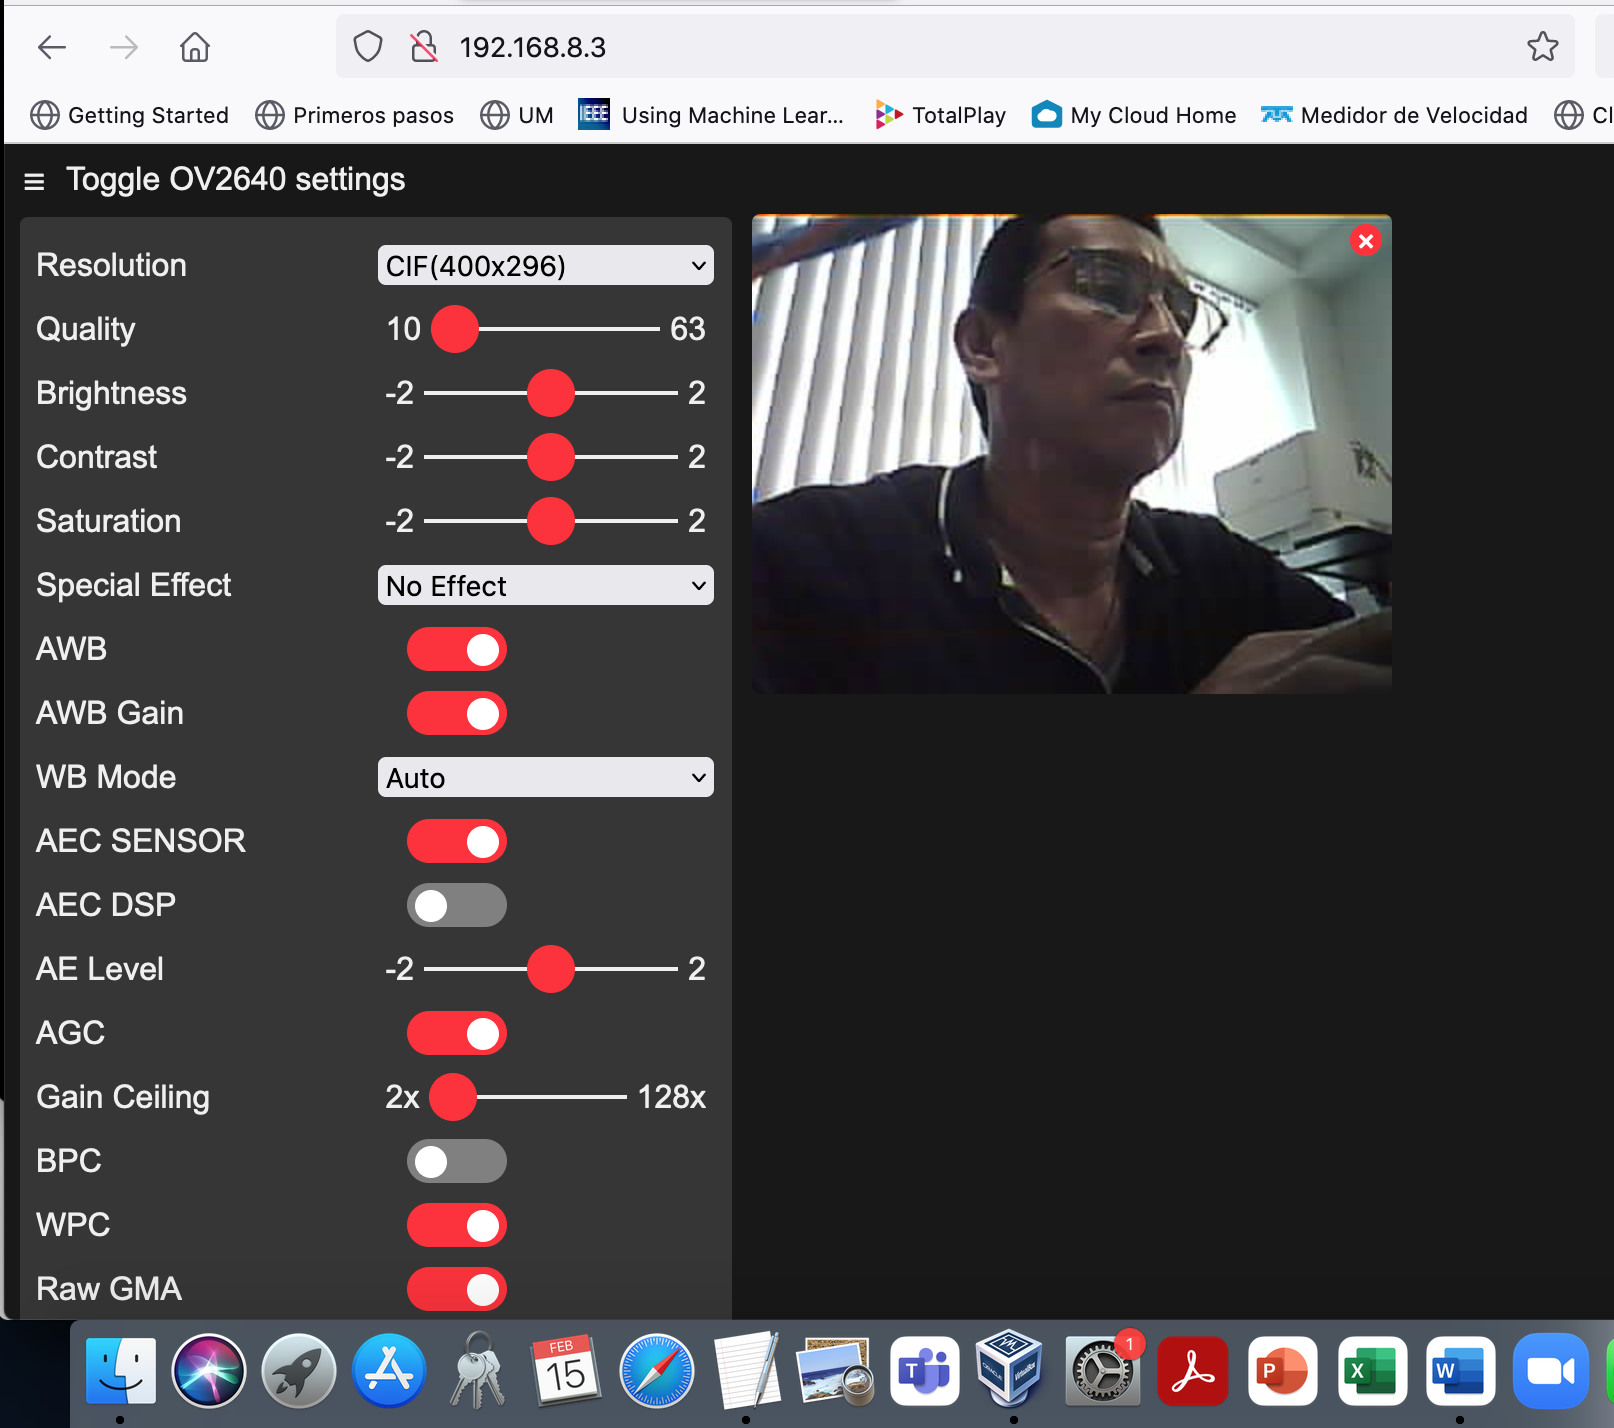 192.168.8.3
Getting Started Primeros pasos UM IEEE Using Machine Lear... TotalPlay My Cloud Home Medidor de Velocidad Cl
Toggle OV2640 settings
Resolution CIF(400x296)
Quality 10 63
Brightness -2 2
Contrast -2 2
Saturation -2 2
Special Effect No Effect
AWB
AWB Gain
WB Mode Auto
AEC SENSOR
AEC DSP
AE Level -2 2
AGC
Gain Ceiling 2x 128x
BPC
WPC
Raw GMA
FEB
15
T
1
P
X
W